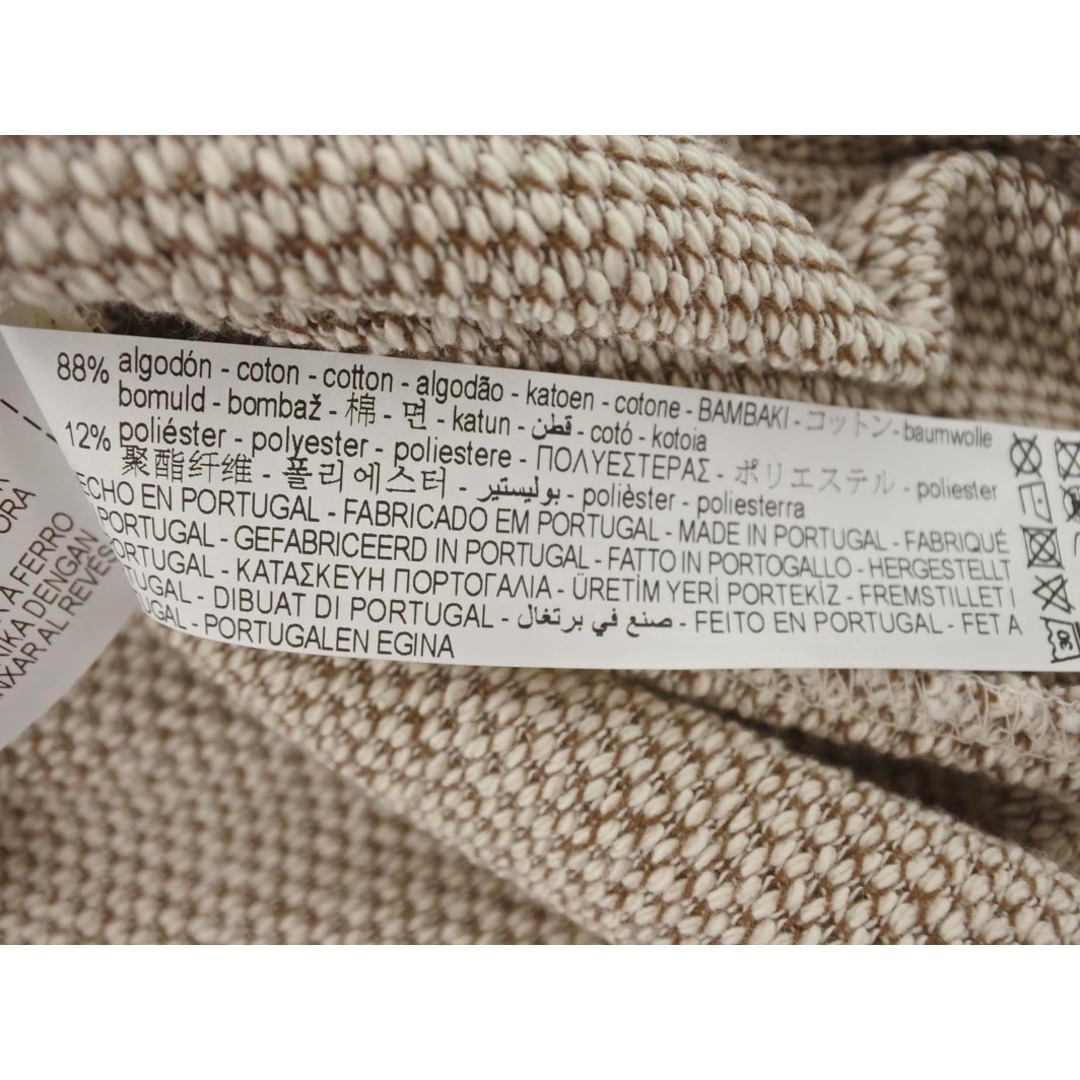 88% algodón - coton - cotton - algodão - katoen - cotone - BAMBAKI - コットン - baumwolle
bomuld - bombaž - 棉 - 면 - katun - قطن - cotó - kotoia
12% poliéster - polyester - poliestere - ΠΟΛΥΕΣΤΕΡΑΣ - ポリエステル - poliester
聚酯纤维 - 폴리에스터 - بوليستير - polièster - poliesterra
ECHO EN PORTUGAL - FABRICADO EM PORTUGAL - MADE IN PORTUGAL - FABRIQUÉ
PORTUGAL - GEFABRICEERD IN PORTUGAL - FATTO IN PORTOGALLO - HERGESTELLT
ORTUGAL - ΚΑΤΑΣΚΕΥΗ ΠΟΡΤΟΓΑΛΙΑ - ÜRETİM YERİ PORTEKİZ - FREMSTILLET I
TUGAL - DIBUAT DI PORTUGAL - صنع في برتغال - FEITO EN PORTUGAL - FET A
UGAL - PORTUGALEN EGINA
ORA
A FERRO
IKA DENGAN
NXAR AL REVÉS